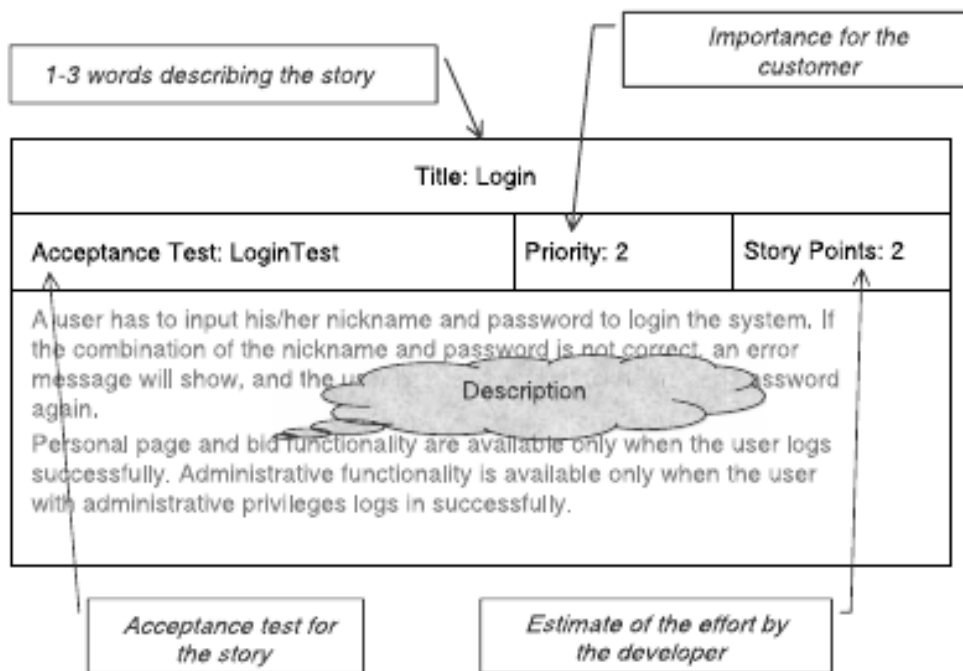 Importance for the
customer
1-3 words describing the story
Title: Login
Acceptance Test: LoginTest
Priority: 2
Story Points: 2
A user has to input his/her nickname and password to login the system. If
the combination of the nickname and password is not correct, an error
message will show, and the assword
Description
again.
Personal page and bid functionality are available only when the user logs
successfully. Administrative functionality is available only when the user
with administrative privileges logs in successfully.
Acceptance test for
the story
Estimate of the effort by
the developer